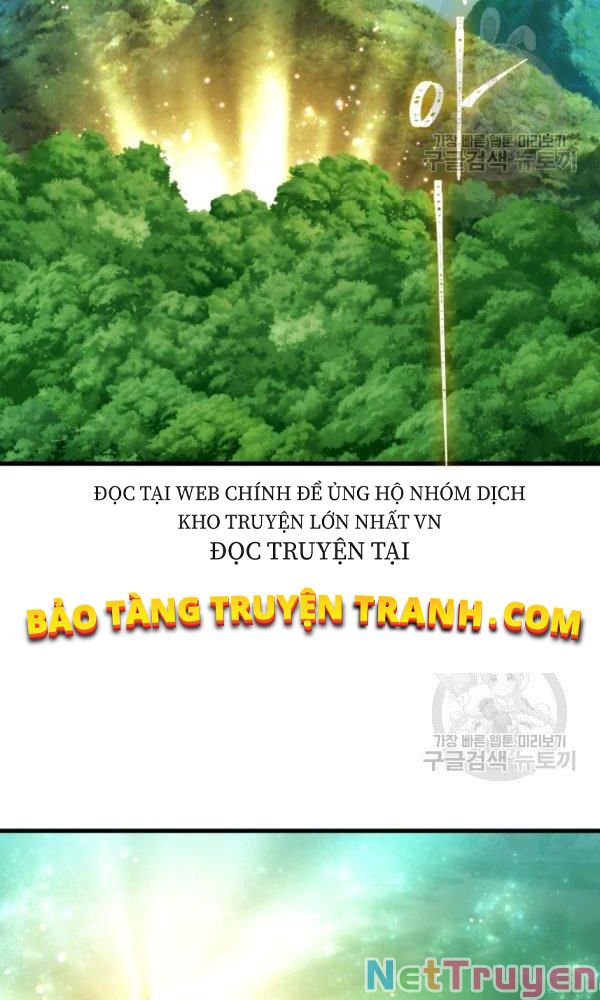 가장 빠른 웹툰 미리보기
구글검색 뉴토끼
ĐỌC TẠI WEB CHÍNH ĐỂ ỦNG HỘ NHÓM DỊCH
KHO TRUYỆN LỚN NHẤT VN
ĐỌC TRUYỆN TẠI
BẢO TÀNG TRUYỆN TRANH.COM
가장 빠른 웹툰 미리보기
구글검색 뉴토끼
NetTruyen